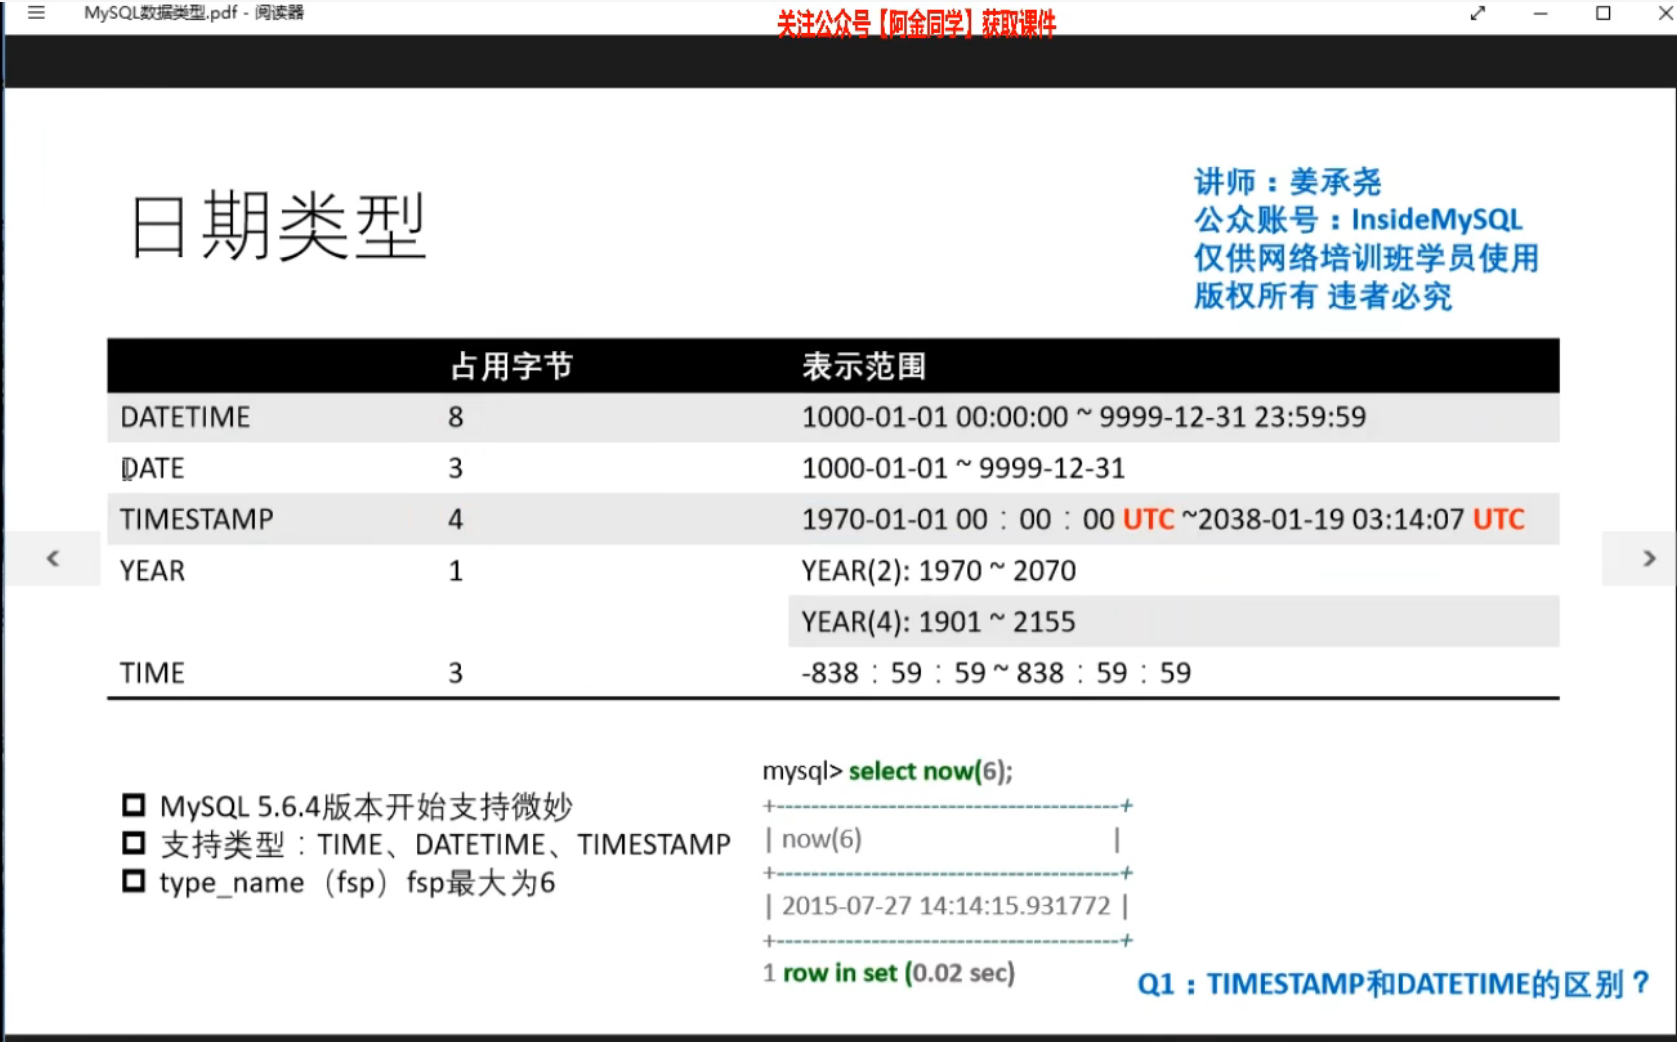 MySQL数据类型.pdf - 阅读器
关注公众号【阿金同学】获取课件
讲师：姜承尧
公众账号：InsideMySQL
仅供网络培训班学员使用
版权所有 违者必究
日期类型
占用字节 表示范围
DATETIME 8 1000-01-01 00:00:00 ~ 9999-12-31 23:59:59
DATE 3 1000-01-01 ~ 9999-12-31
TIMESTAMP 4 1970-01-01 00：00：00 UTC ~2038-01-19 03:14:07 UTC
YEAR 1 YEAR(2): 1970 ~ 2070
YEAR(4): 1901 ~ 2155
TIME 3 -838：59：59 ~ 838：59：59
MySQL 5.6.4版本开始支持微妙
支持类型：TIME、DATETIME、TIMESTAMP
type_name（fsp）fsp最大为6
mysql> select now(6);
+----------------------------------------+
| now(6) |
+----------------------------------------+
| 2015-07-27 14:14:15.931772 |
+----------------------------------------+
1 row in set (0.02 sec)
Q1：TIMESTAMP和DATETIME的区别？